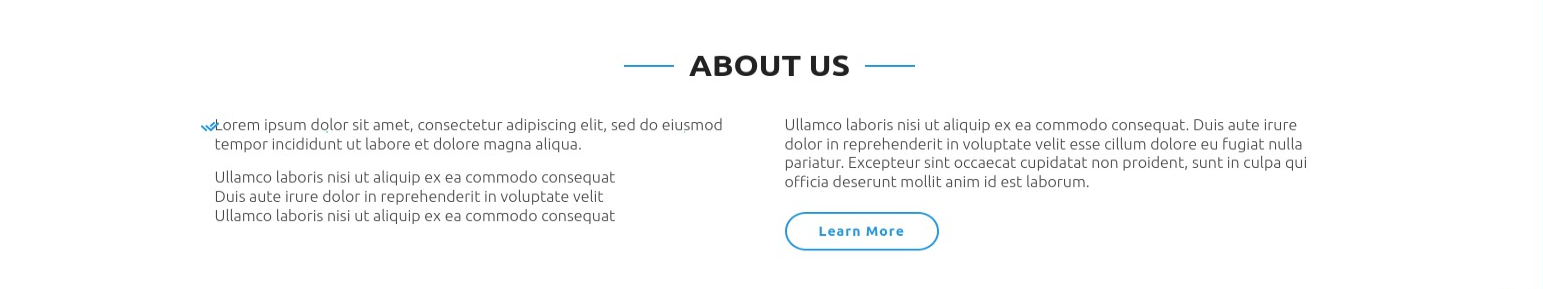 ABOUT US
Lorem ipsum dolor sit amet, consectetur adipiscing elit, sed do eiusmod
tempor incididunt ut labore et dolore magna aliqua.
Ullamco laboris nisi ut aliquip ex ea commodo consequat
Duis aute irure dolor in reprehenderit in voluptate velit
Ullamco laboris nisi ut aliquip ex ea commodo consequat
Ullamco laboris nisi ut aliquip ex ea commodo consequat. Duis aute irure
dolor in reprehenderit in voluptate velit esse cillum dolore eu fugiat nulla
pariatur. Excepteur sint occaecat cupidatat non proident, sunt in culpa qui
officia deserunt mollit anim id est laborum.
Learn More